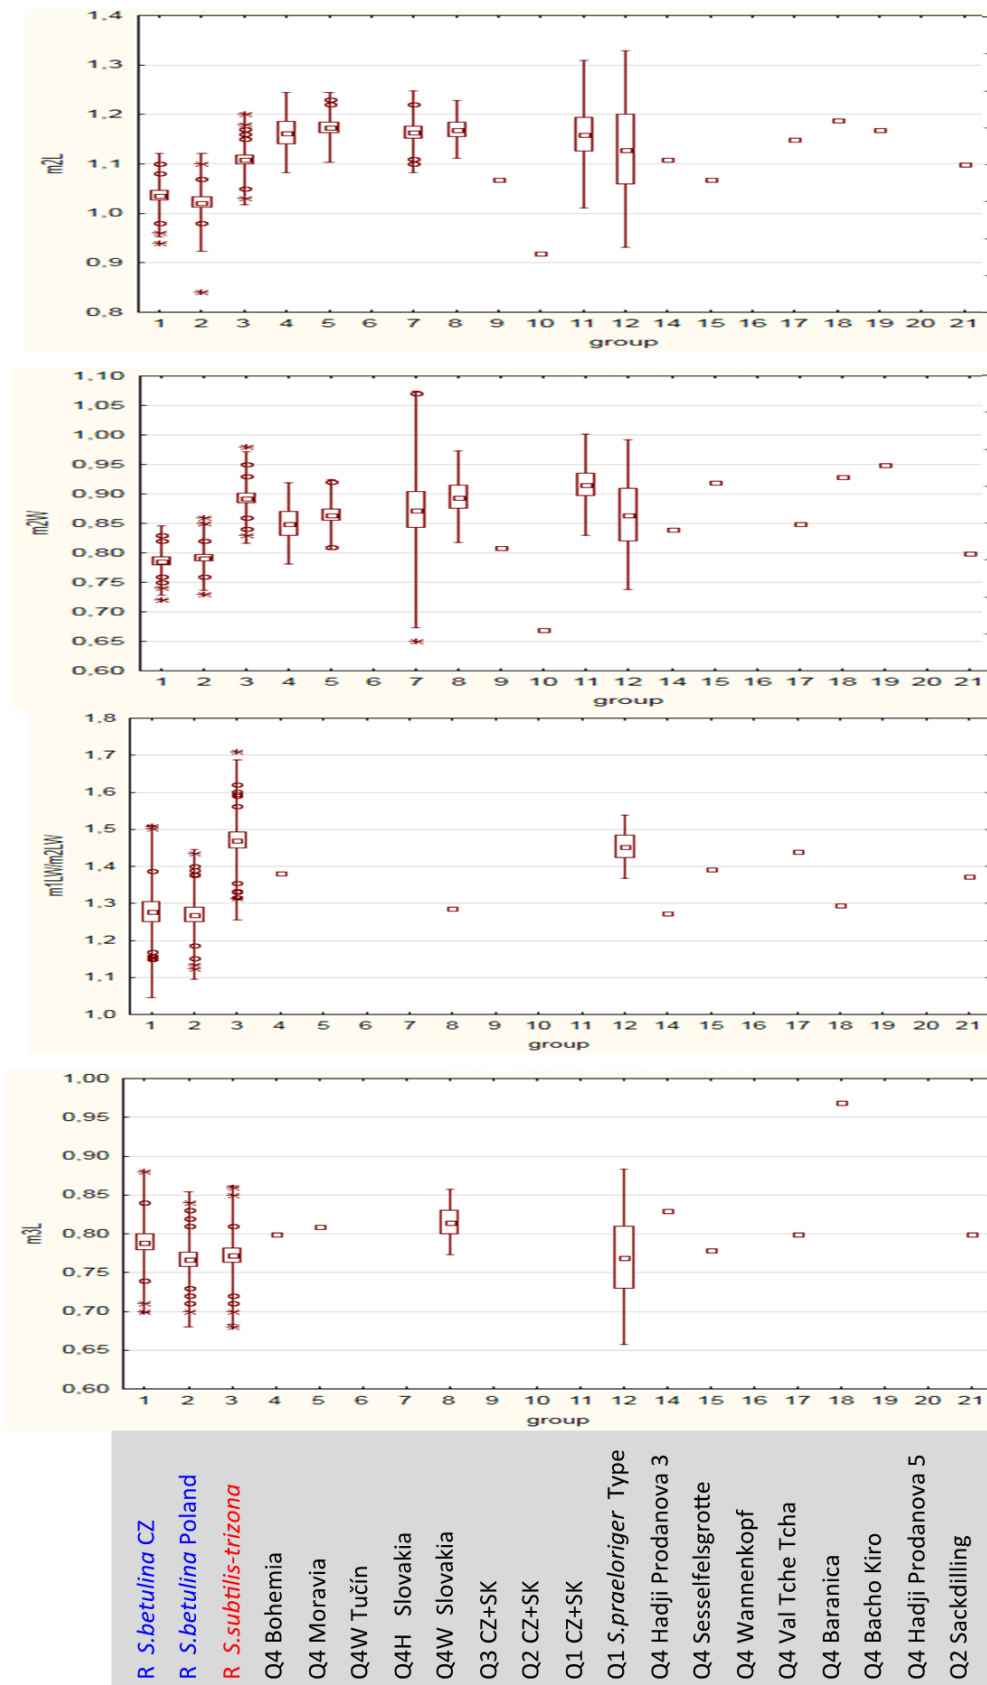 1,4
1,3
1,2
1,1
1,0
0,9
0,8
m2L
1 2 3 4 5 6 7 8 9 10 11 12 14 15 16 17 18 19 20 21
group
1,10
1,05
1,00
0,95
0,90
0,85
0,80
0,75
0,70
0,65
0,60
m2W
1 2 3 4 5 6 7 8 9 10 11 12 14 15 16 17 18 19 20 21
group
1,8
1,7
1,6
1,5
1,4
1,3
1,2
1,1
1,0
m1LW/m2LW
1 2 3 4 5 6 7 8 9 10 11 12 14 15 16 17 18 19 20 21
group
1,00
0,95
0,90
0,85
0,80
0,75
0,70
0,65
0,60
m3L
1 2 3 4 5 6 7 8 9 10 11 12 14 15 16 17 18 19 20 21
group
R S.betulina CZ
R S.betulina Poland
R S.subtilis-trizona
Q4 Bohemia
Q4 Moravia
Q4W Tučín
Q4H Slovakia
Q4W Slovakia
Q3 CZ+SK
Q2 CZ+SK
Q1 CZ+SK
Q1 S.praeloriger Type
Q4 Hadji Prodanova 3
Q4 Sesselfelsgrotte
Q4 Wannenkopf
Q4 Val Tche Tcha
Q4 Baranica
Q4 Bacho Kiro
Q4 Hadji Prodanova 5
Q2 Sackdilling